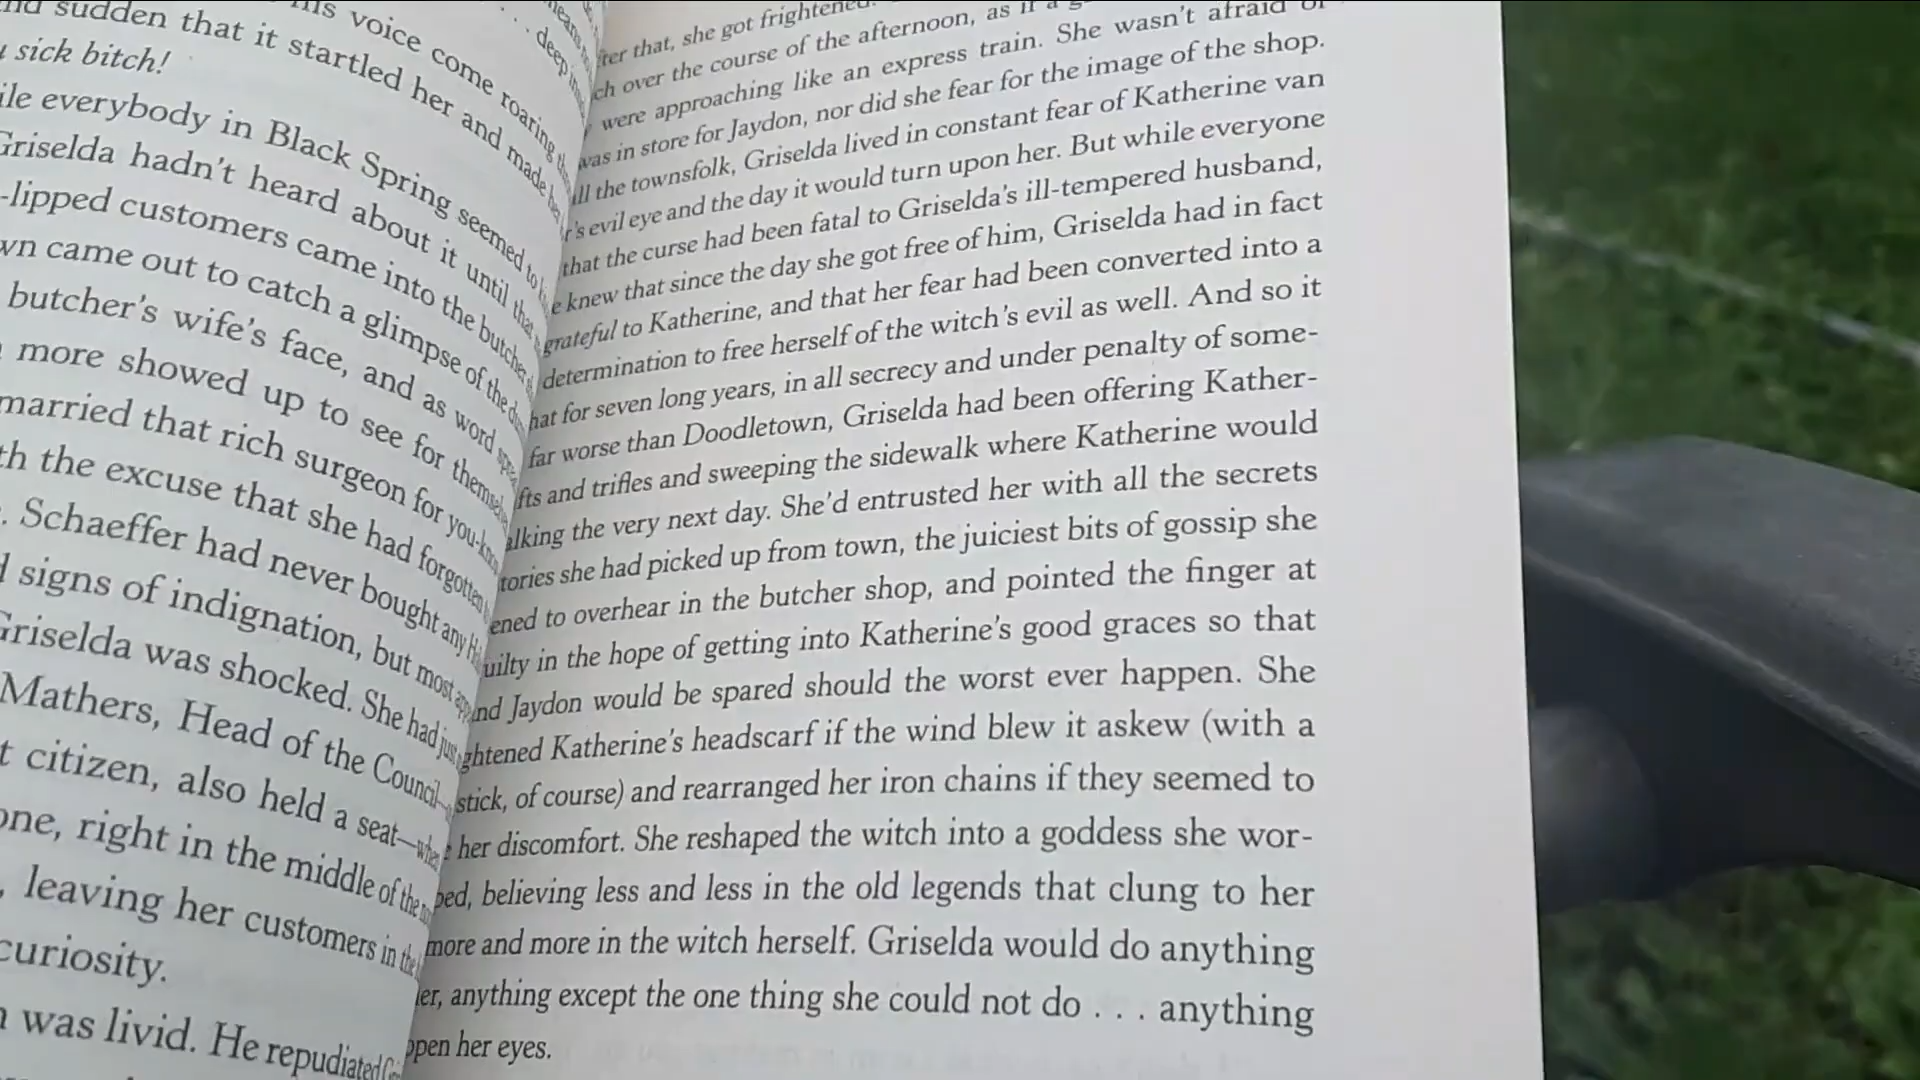 his voice come roaring
sudden that it startled her and made her
sick bitch!
everybody in Black Spring seemed to
Griselda hadn't heard about it until that
-lipped customers came into the butcher
came out to catch a glimpse of the
butcher's wife's face, and as word
more showed up to see for
married that rich surgeon for you-know
the excuse that she had forgotten
Schaeffer had never bought any
signs of indignation, but most
Griselda was shocked. She had just
Mathers, Head of the Council—
citizen, also held a seat—
right in the middle of the
, leaving her customers in the
curiosity.
was livid. He repudiated
. . . deep
that, she got frightened.
over the course of the afternoon, as if a
were approaching like an express train. She wasn't afraid of
was in store for Jaydon, nor did she fear for the image of the shop.
all the townsfolk, Griselda lived in constant fear of Katherine van
r's evil eye and the day it would turn upon her. But while everyone
that the curse had been fatal to Griselda's ill-tempered husband,
knew that since the day she got free of him, Griselda had in fact
grateful to Katherine, and that her fear had been converted into a
determination to free herself of the witch's evil as well. And so it
hat for seven long years, in all secrecy and under penalty of some-
far worse than Doodletown, Griselda had been offering Kather-
fts and trifles and sweeping the sidewalk where Katherine would
alking the very next day. She'd entrusted her with all the secrets
tories she had picked up from town, the juiciest bits of gossip she
ened to overhear in the butcher shop, and pointed the finger at
uilty in the hope of getting into Katherine's good graces so that
nd Jaydon would be spared should the worst ever happen. She
ghtened Katherine's headscarf if the wind blew it askew (with a
stick, of course) and rearranged her iron chains if they seemed to
her discomfort. She reshaped the witch into a goddess she wor-
ped, believing less and less in the old legends that clung to her
more and more in the witch herself. Griselda would do anything
er, anything except the one thing she could not do . . . anything
open her eyes.